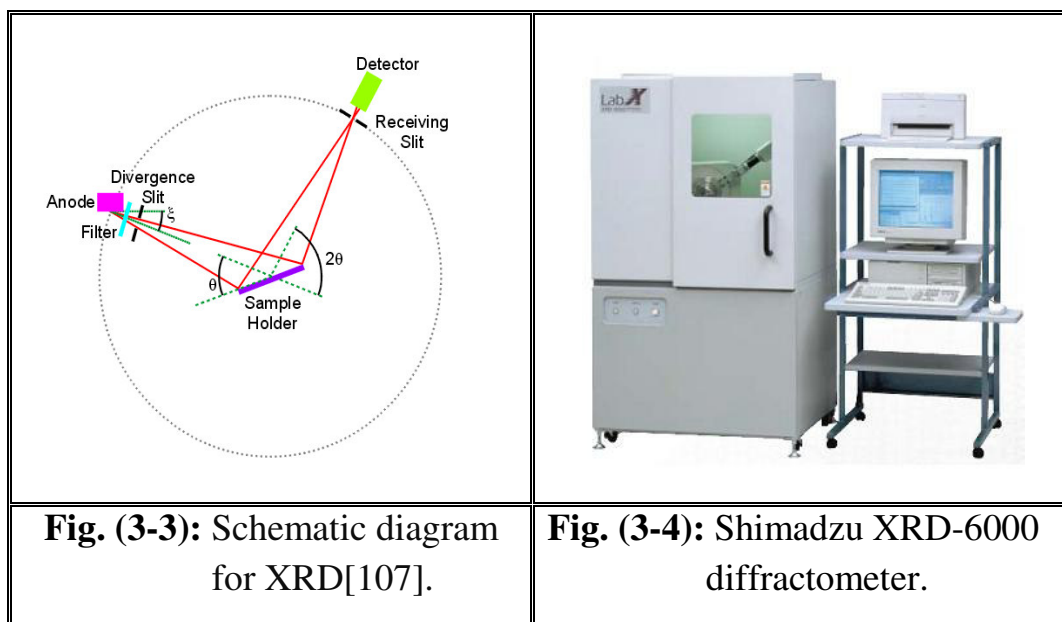 Detector
Receiving
Slit
Divergence
Slit
Anode
ξ
Filter
2θ
θ
Sample
Holder
Lab X
Fig. (3-3): Schematic diagram
for XRD[107].
Fig. (3-4): Shimadzu XRD-6000
diffractometer.